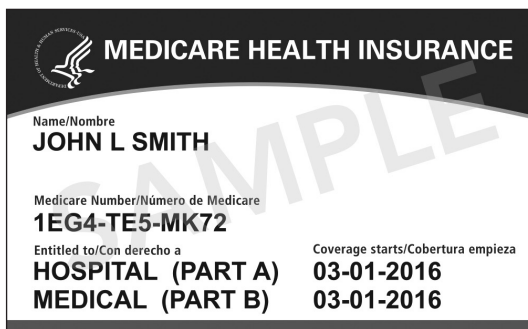 MEDICARE HEALTH INSURANCE
Name/Nombre
JOHN L SMITH
Medicare Number/Número de Medicare
1EG4-TE5-MK72
Entitled to/Con derecho a Coverage starts/Cobertura empieza
HOSPITAL (PART A) 03-01-2016
MEDICAL (PART B) 03-01-2016
SAMPLE